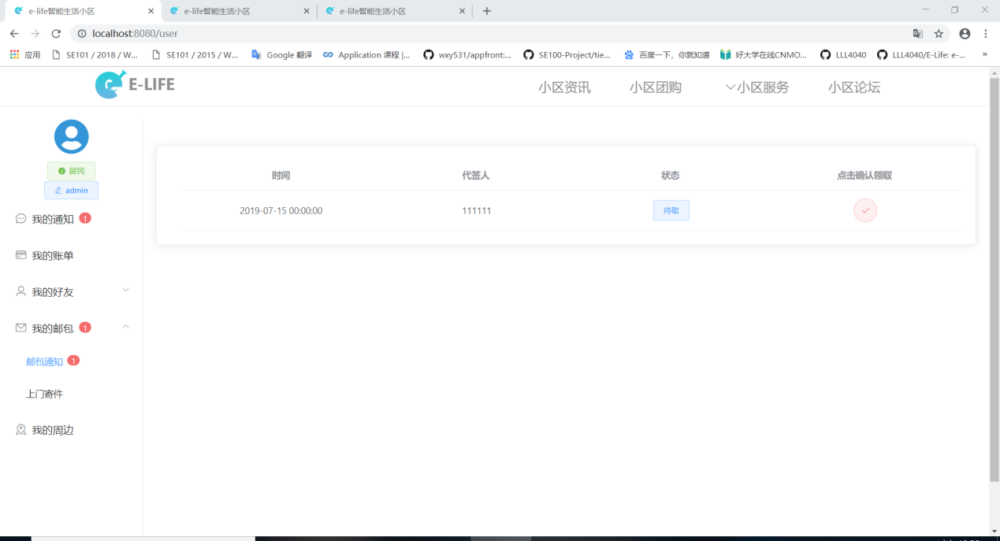 e-life智能生活小区
e-life智能生活小区
e-life智能生活小区
localhost:8080/user
应用
SE101 / 2018 / W...
SE101 / 2015 / W...
Google 翻译
Application 课程 |...
wxy531/appfront:...
SE100-Project/tie...
百度一下，你就知道
好大学在线CNMO...
LLL4040
LLL4040/E-Life: e-...
»
E-LIFE
小区资讯
小区团购
小区服务
小区论坛
居民
admin
我的通知 1
我的账单
我的好友
我的邮包 1
邮包通知 1
上门寄件
我的周边
时间 代签人 状态 点击确认领取
2019-07-15 00:00:00 111111 待取